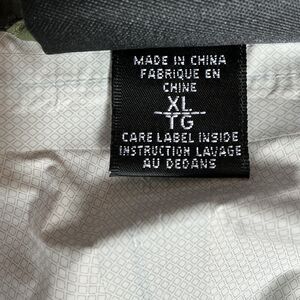 MADE IN CHINA
FABRIQUE EN
CHINE
XL
TG
CARE LABEL INSIDE
INSTRUCTION LAVAGE
AU DEDANS